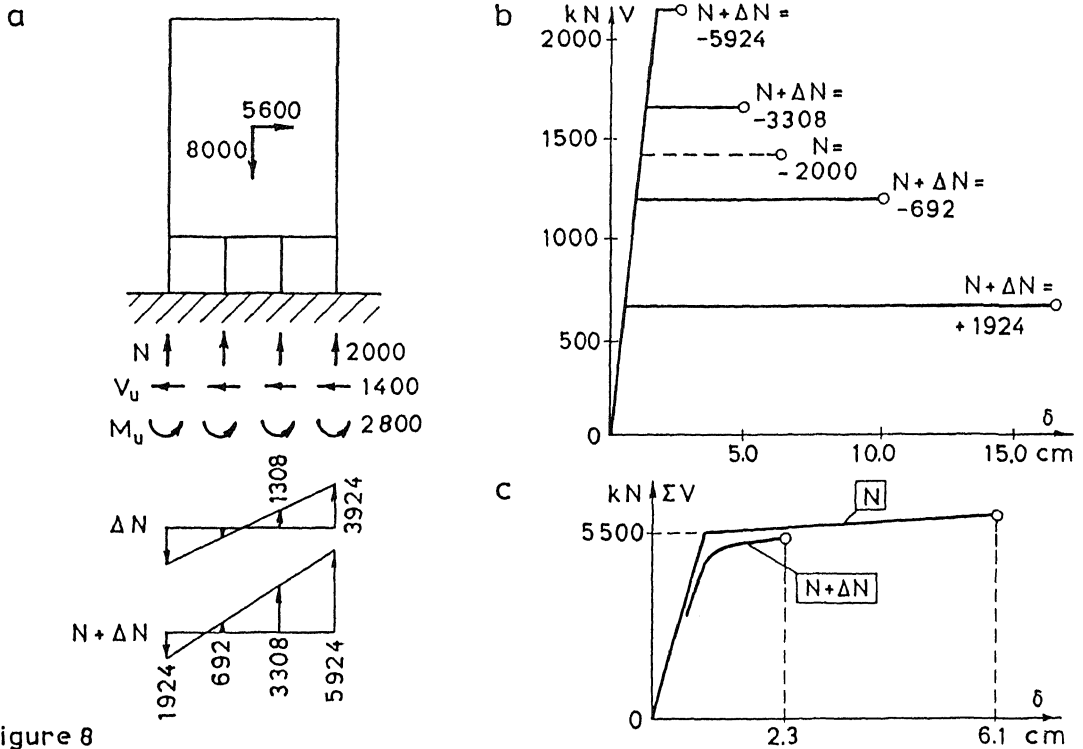 a
5600
8000
N
2000
Vu
1400
Mu
2800
ΔN
1308
3924
N + ΔN
1924
692
3308
5924
igure 8
b
kN V
2000
1500
1000
500
0
N + ΔN =
-5924
N + ΔN =
-3308
N =
- 2000
N + ΔN =
-692
N + ΔN =
+ 1924
δ
5.0
10.0
15,0 cm
c
kN ΣV
5500
N
N + ΔN
0
δ
2.3
6.1 cm